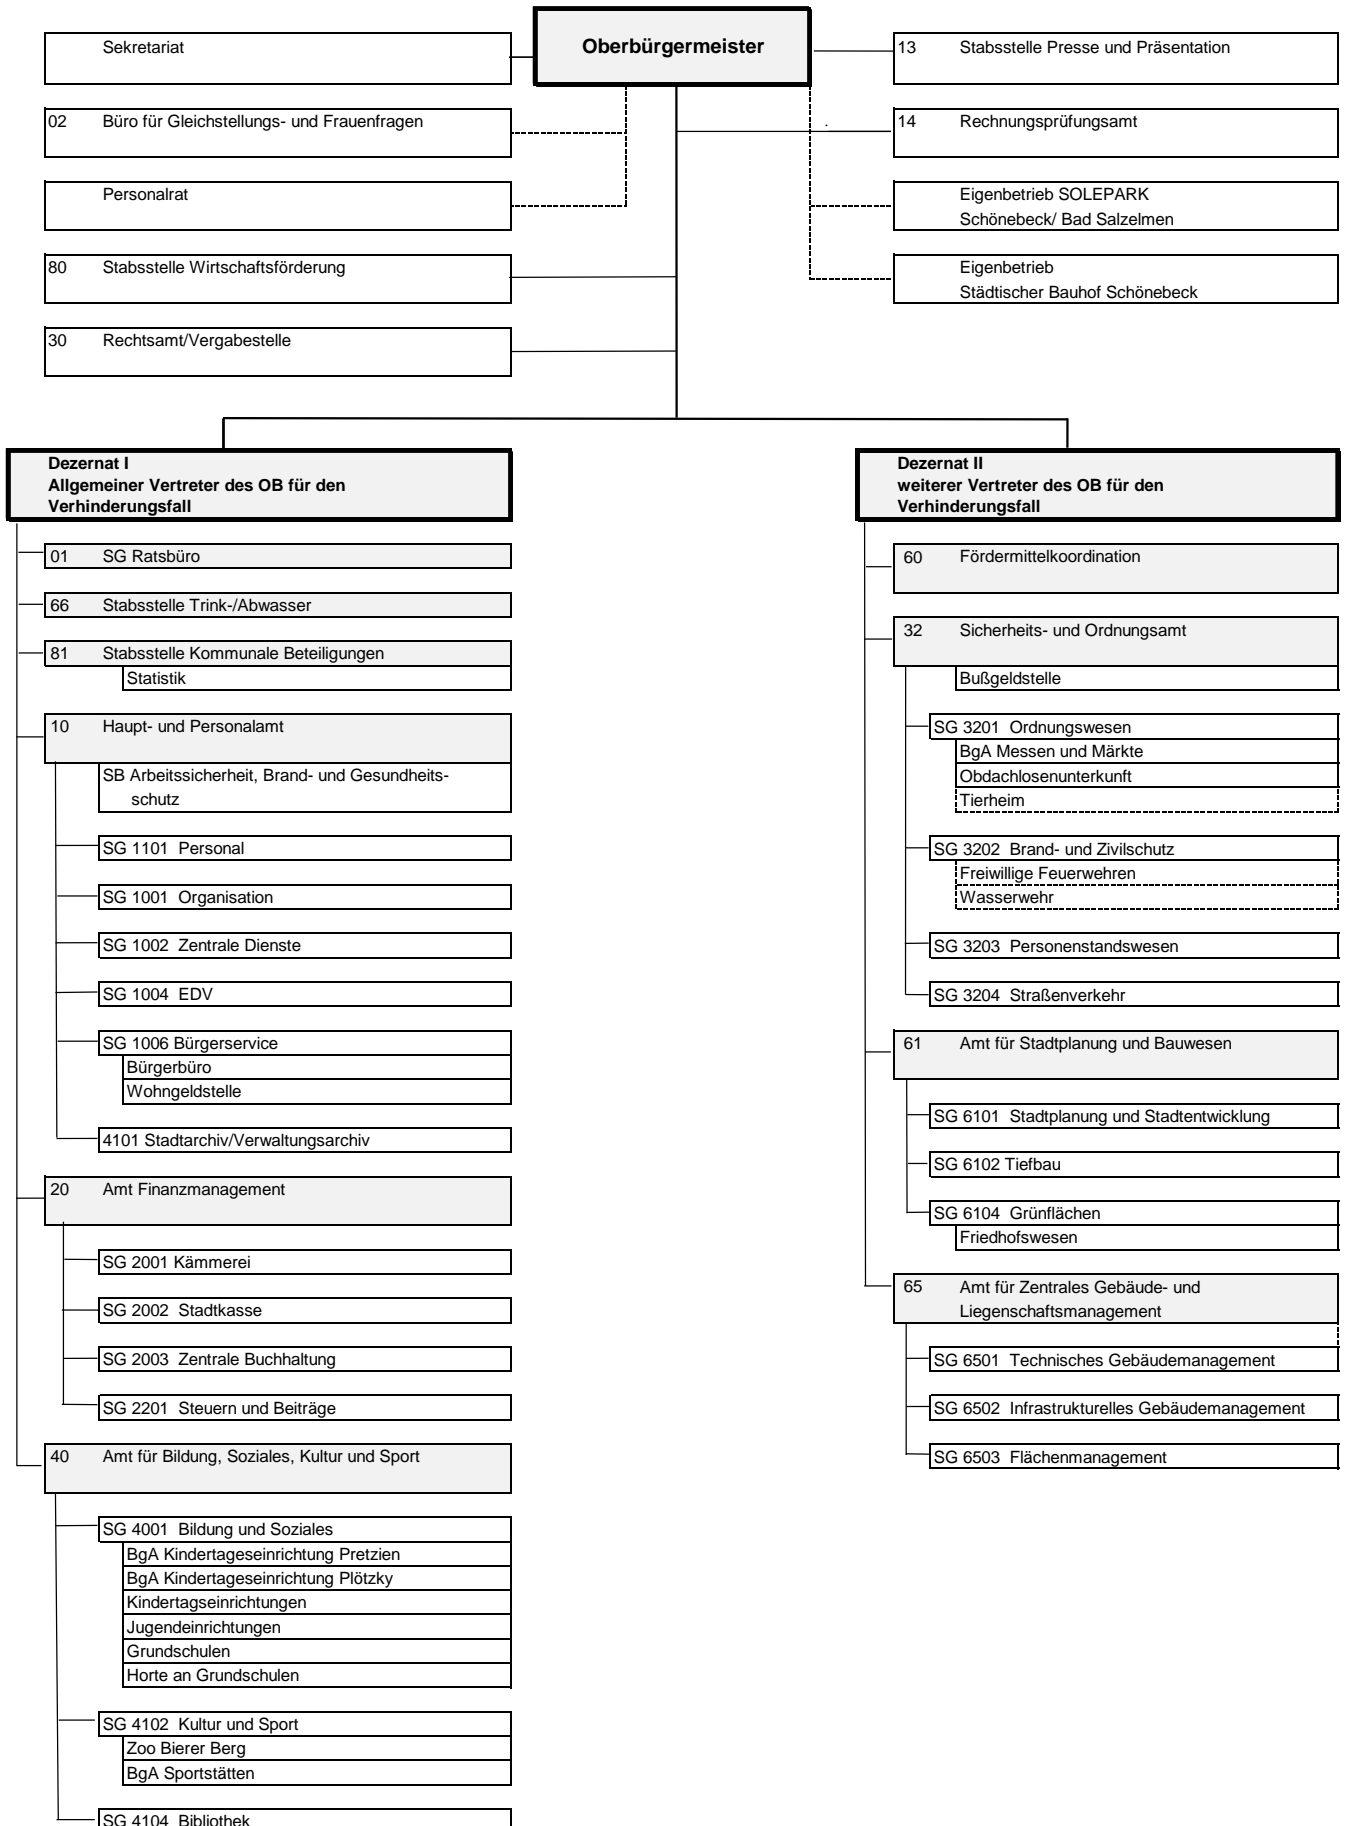 Oberbürgermeister
Sekretariat
02 Büro für Gleichstellungs- und Frauenfragen
Personalrat
80 Stabsstelle Wirtschaftsförderung
30 Rechtsamt/Vergabestelle
13 Stabsstelle Presse und Präsentation
14 Rechnungsprüfungsamt
Eigenbetrieb SOLEPARK
Schönebeck/ Bad Salzelmen
Eigenbetrieb
Städtischer Bauhof Schönebeck
Dezernat I
Allgemeiner Vertreter des OB für den
Verhinderungsfall
01 SG Ratsbüro
66 Stabsstelle Trink-/Abwasser
81 Stabsstelle Kommunale Beteiligungen
Statistik
10 Haupt- und Personalamt
SB Arbeitssicherheit, Brand- und Gesundheits-
schutz
SG 1101 Personal
SG 1001 Organisation
SG 1002 Zentrale Dienste
SG 1004 EDV
SG 1006 Bürgerservice
Bürgerbüro
Wohngeldstelle
4101 Stadtarchiv/Verwaltungsarchiv
20 Amt Finanzmanagement
SG 2001 Kämmerei
SG 2002 Stadtkasse
SG 2003 Zentrale Buchhaltung
SG 2201 Steuern und Beiträge
40 Amt für Bildung, Soziales, Kultur und Sport
SG 4001 Bildung und Soziales
BgA Kindertageseinrichtung Pretzien
BgA Kindertageseinrichtung Plötzky
Kindertagseinrichtungen
Jugendeinrichtungen
Grundschulen
Horte an Grundschulen
SG 4102 Kultur und Sport
Zoo Bierer Berg
BgA Sportstätten
SG 4104 Bibliothek
Dezernat II
weiterer Vertreter des OB für den
Verhinderungsfall
60 Fördermittelkoordination
32 Sicherheits- und Ordnungsamt
Bußgeldstelle
SG 3201 Ordnungswesen
BgA Messen und Märkte
Obdachlosenunterkunft
Tierheim
SG 3202 Brand- und Zivilschutz
Freiwillige Feuerwehren
Wasserwehr
SG 3203 Personenstandswesen
SG 3204 Straßenverkehr
61 Amt für Stadtplanung und Bauwesen
SG 6101 Stadtplanung und Stadtentwicklung
SG 6102 Tiefbau
SG 6104 Grünflächen
Friedhofswesen
65 Amt für Zentrales Gebäude- und
Liegenschaftsmanagement
SG 6501 Technisches Gebäudemanagement
SG 6502 Infrastrukturelles Gebäudemanagement
SG 6503 Flächenmanagement